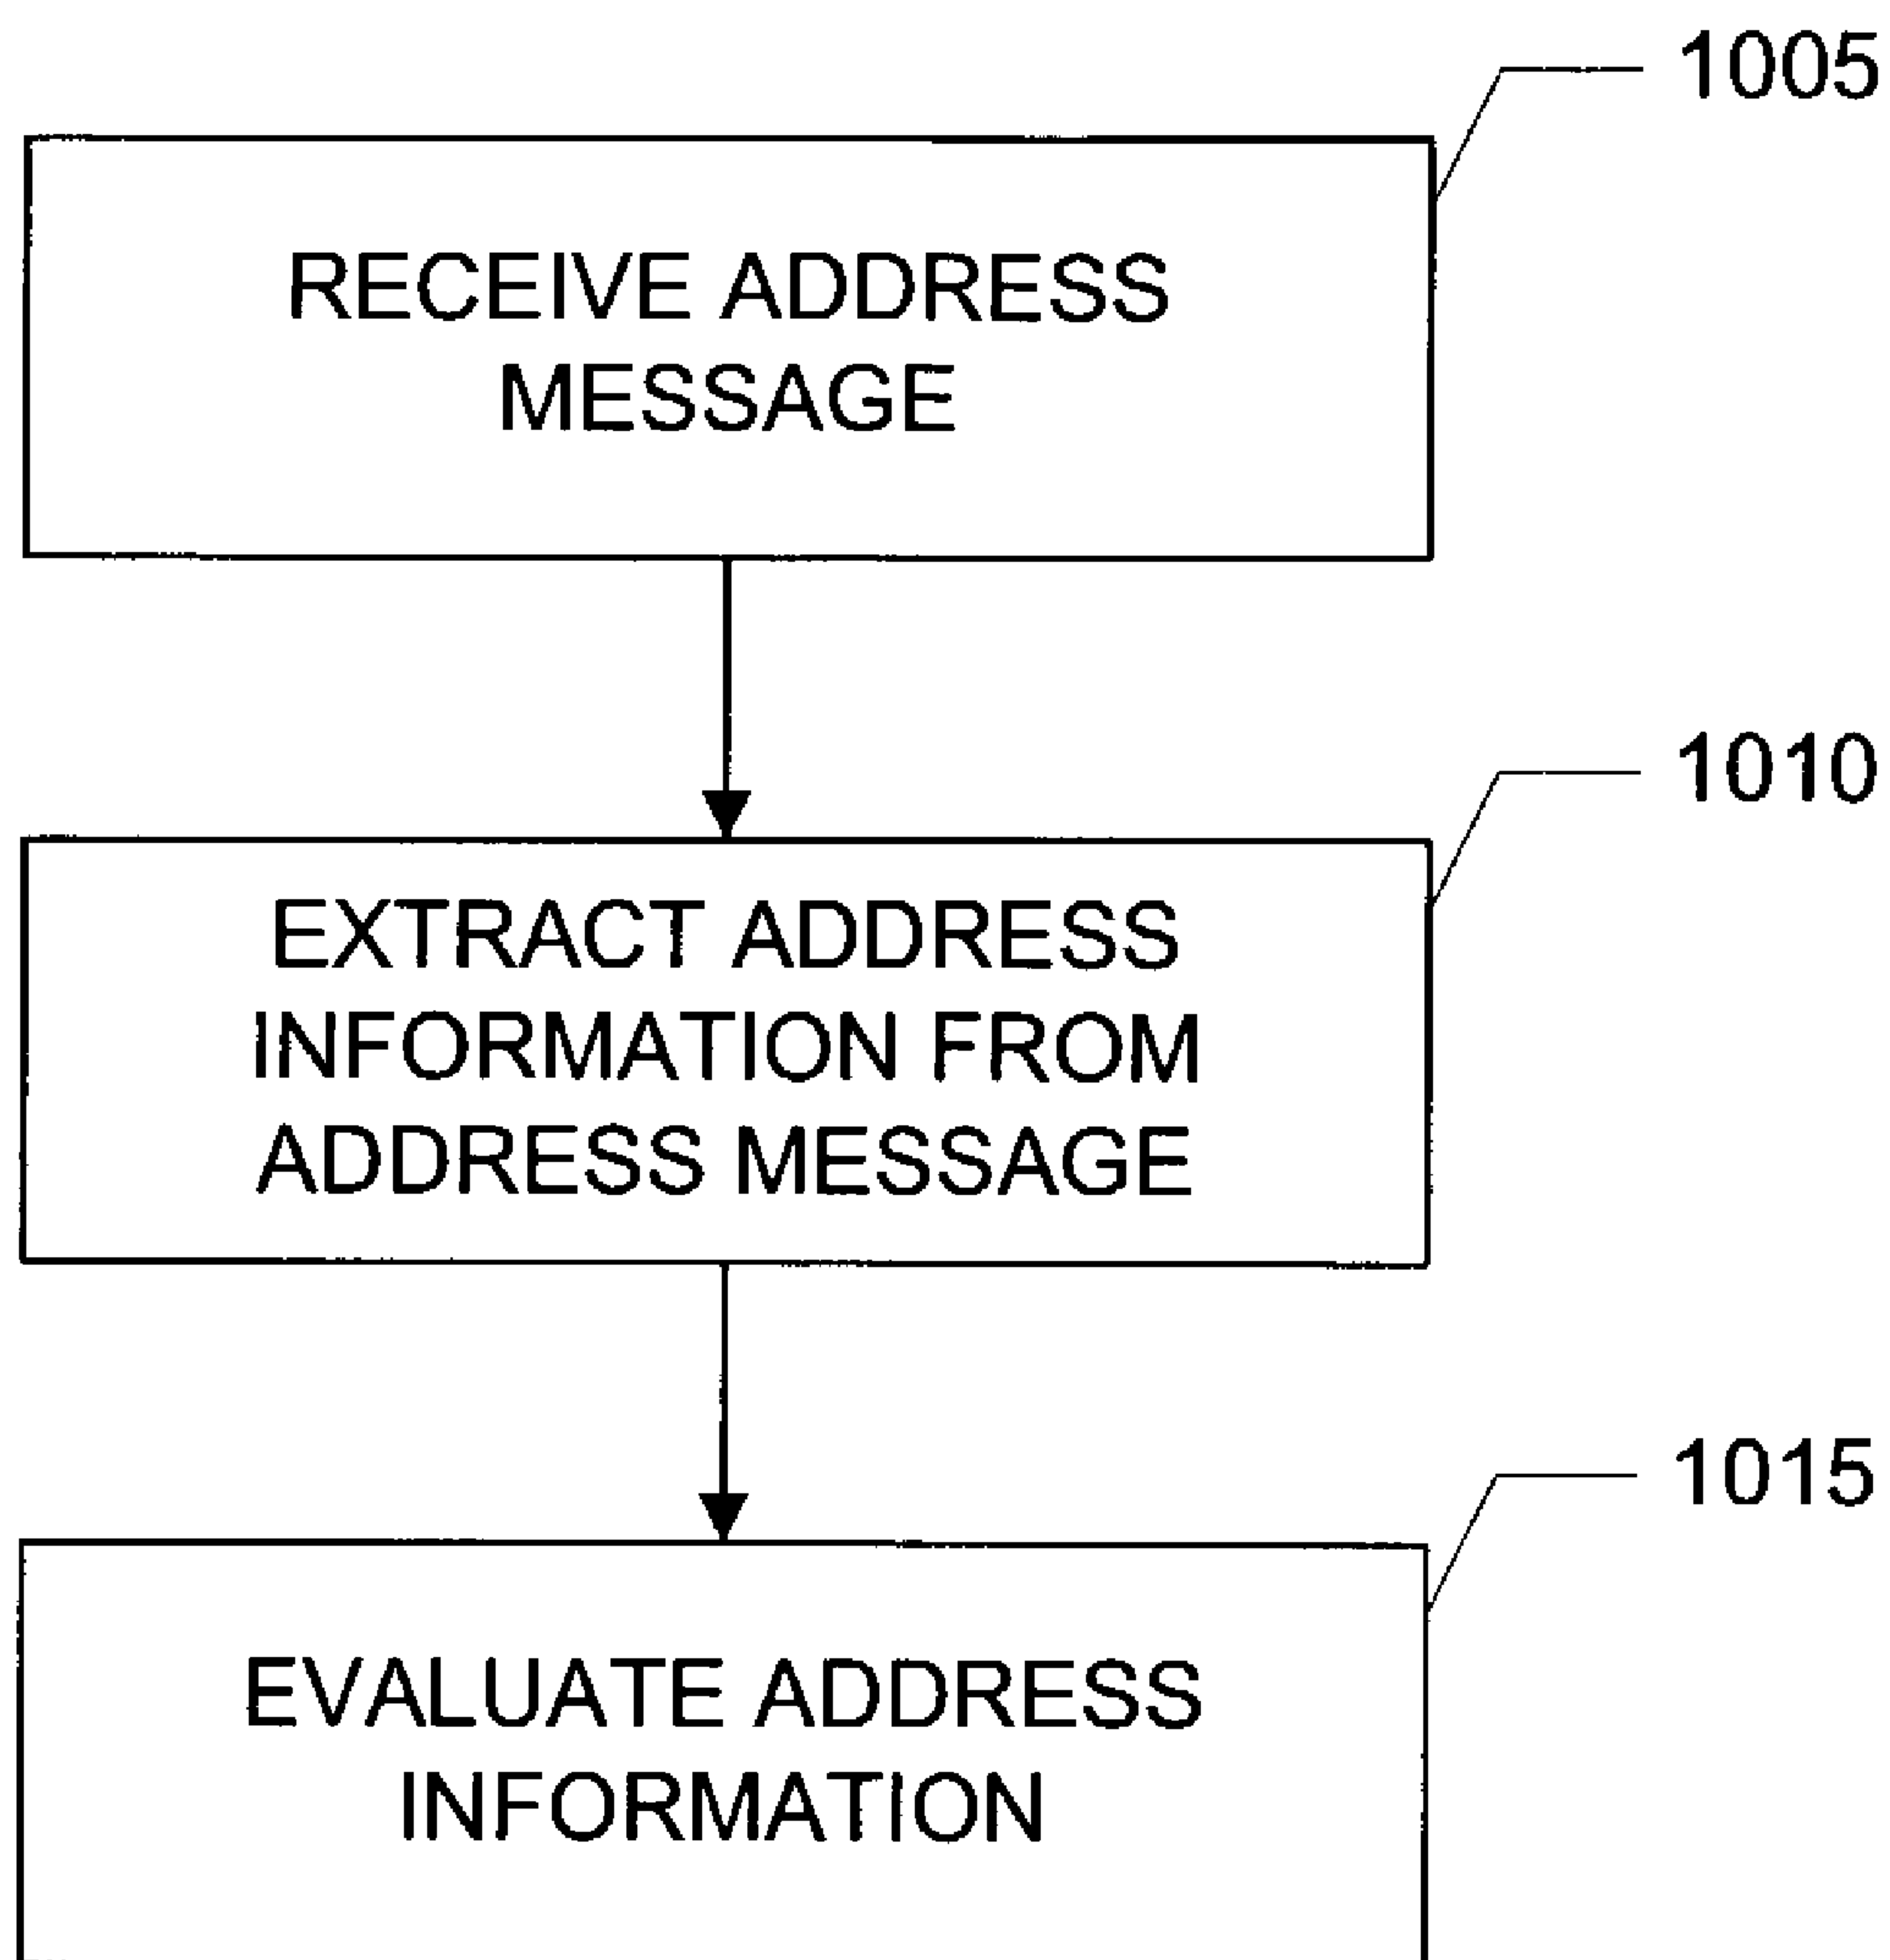 1005
RECEIVE ADDRESS
MESSAGE
1010
EXTRACT ADDRESS
INFORMATION FROM
ADDRESS MESSAGE
1015
EVALUATE ADDRESS
INFORMATION